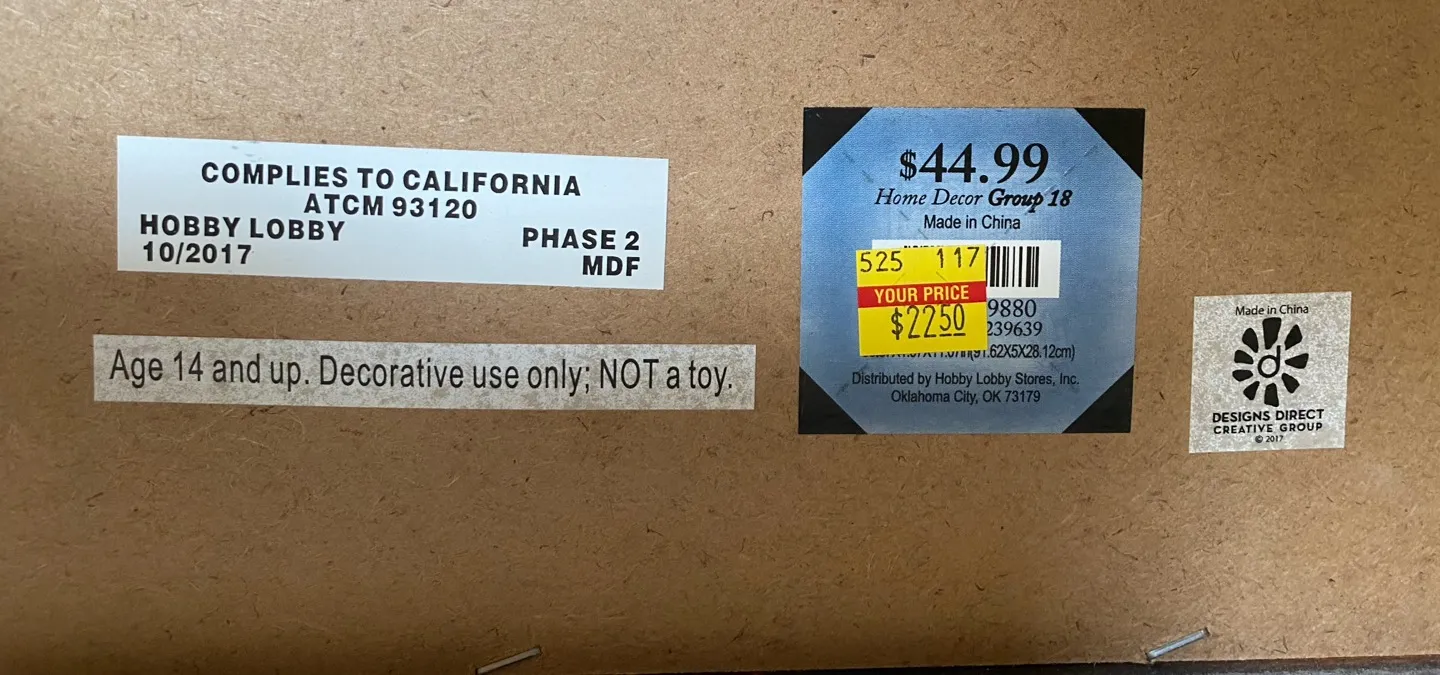 COMPLIES TO CALIFORNIA
ATCM 93120
HOBBY LOBBY
PHASE 2
10/2017
MDF
Age 14 and up. Decorative use only; NOT a toy.
$44.99
Home Decor Group 18
Made in China
525 117
YOUR PRICE
$22.50
9880
239639
(91.62X5X28.12cm)
Distributed by Hobby Lobby Stores, Inc.
Oklahoma City, OK 73179
Made in China
d
DESIGNS DIRECT
CREATIVE GROUP
© 2017